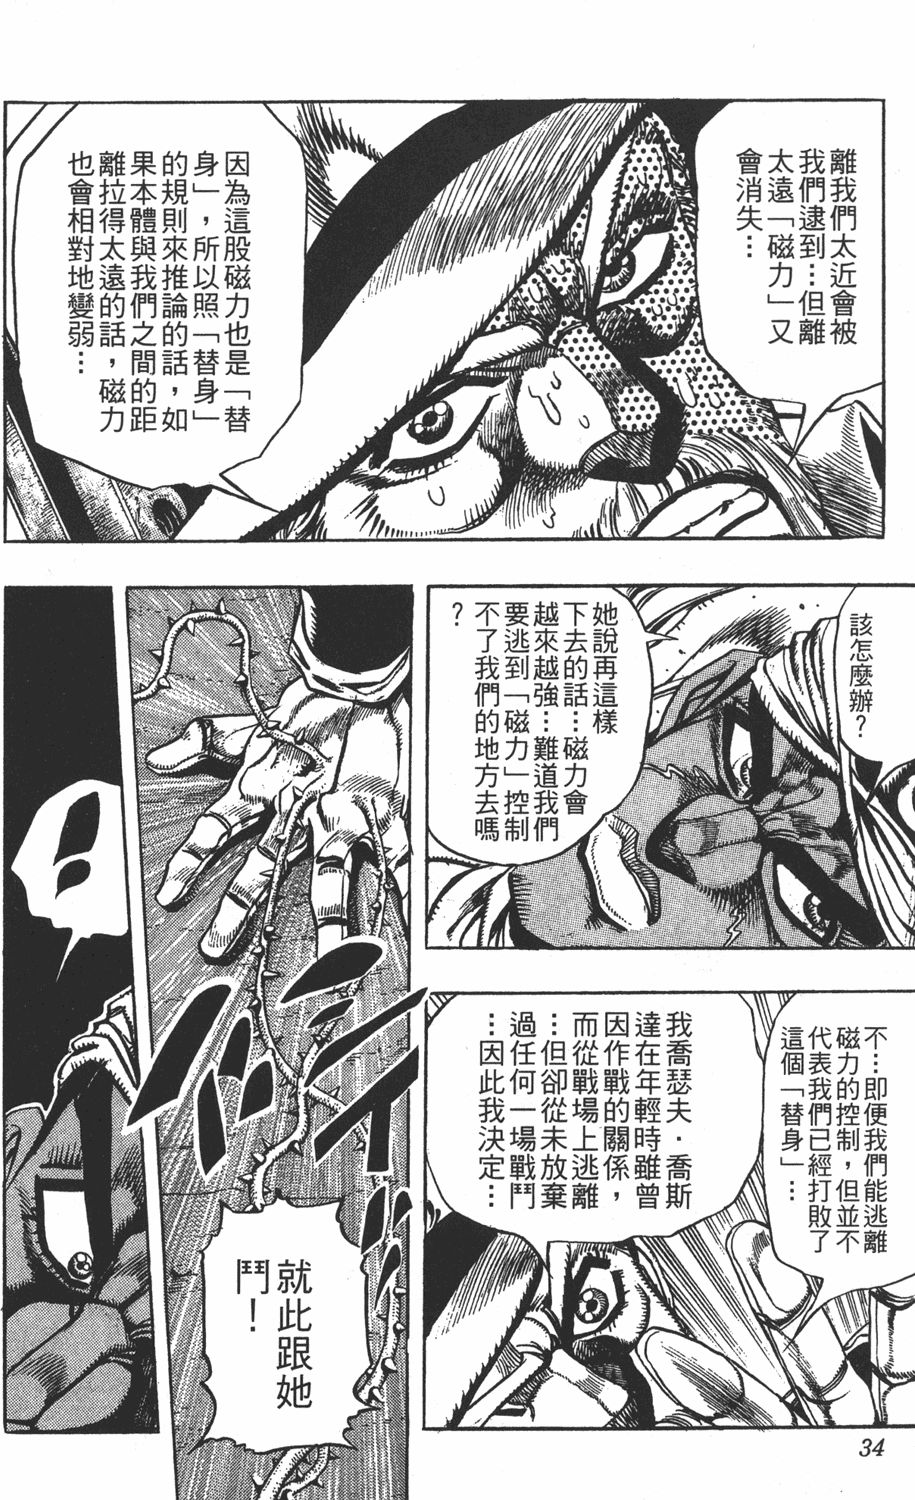 離我們太近會被
我們逮到…但離
太遠「磁力」又
會消失…
因為這股磁力也是「替
身」，所以照「替身」
的規則來推論的話，如
果本體與我們之間的距
離拉得太遠的話，磁力
也會相對地變弱…
該怎麼辦？
她說再這樣
下去的話…磁力會
越來越強…難道我們
要逃到「磁力」控制
不了我們的地方去嗎
？
不…即便我們能逃離
磁力的控制，但並不
代表我們已經打敗了
這個「替身」…
我喬瑟夫．喬斯
達在年輕時雖曾
因作戰的關係，
而從戰場上逃離
…但卻從未放棄
過任何一場戰鬥
…因此我決定…
就此跟她
鬥！
34